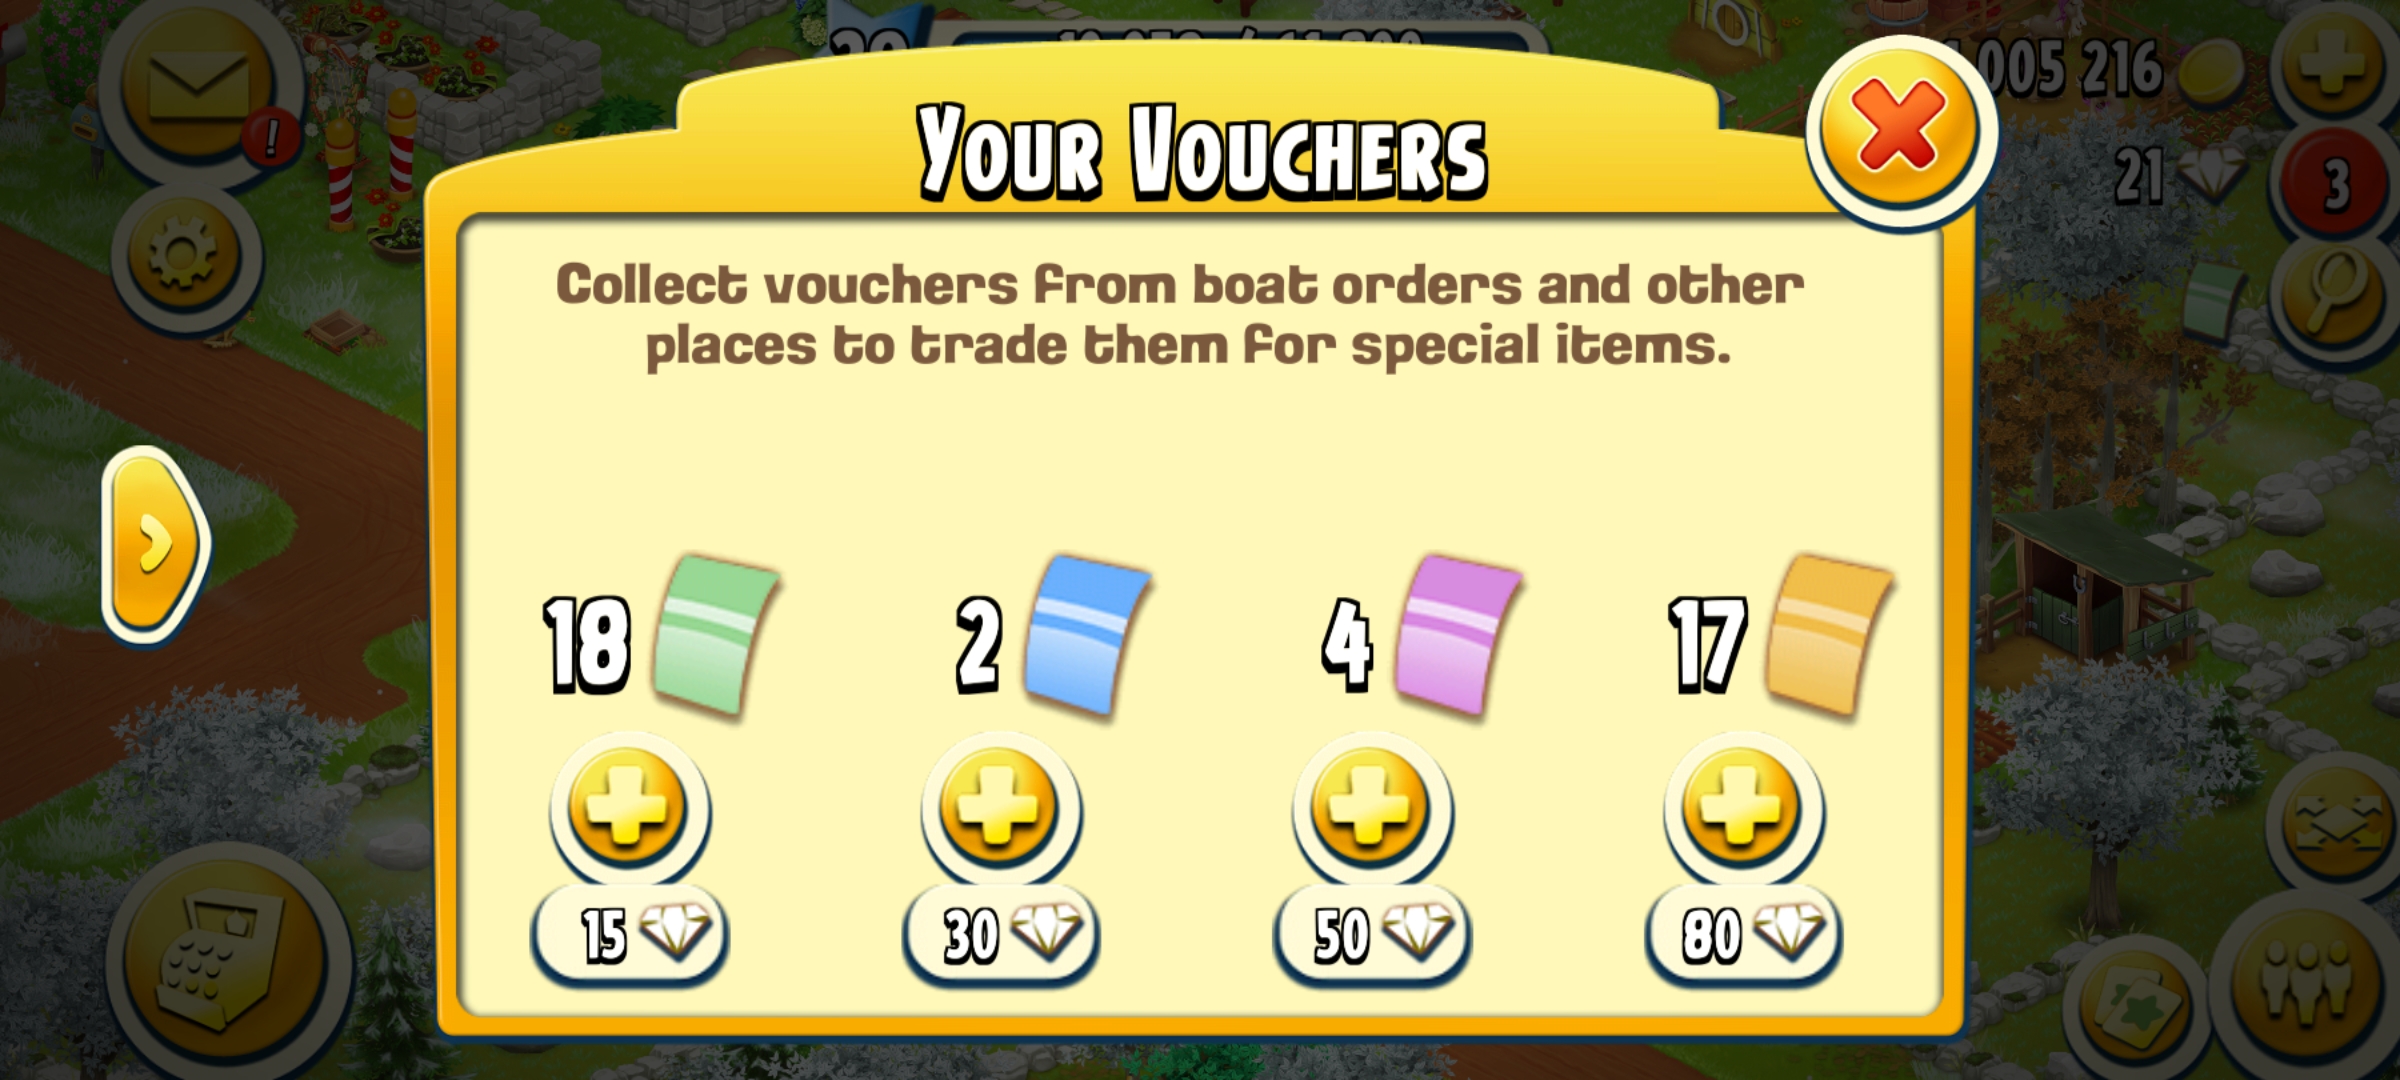 005 216
21
3
!
YOUR VOUCHERS
Collect vouchers from boat orders and other
places to trade them for special items.
18 2 4 17
15 30 50 80